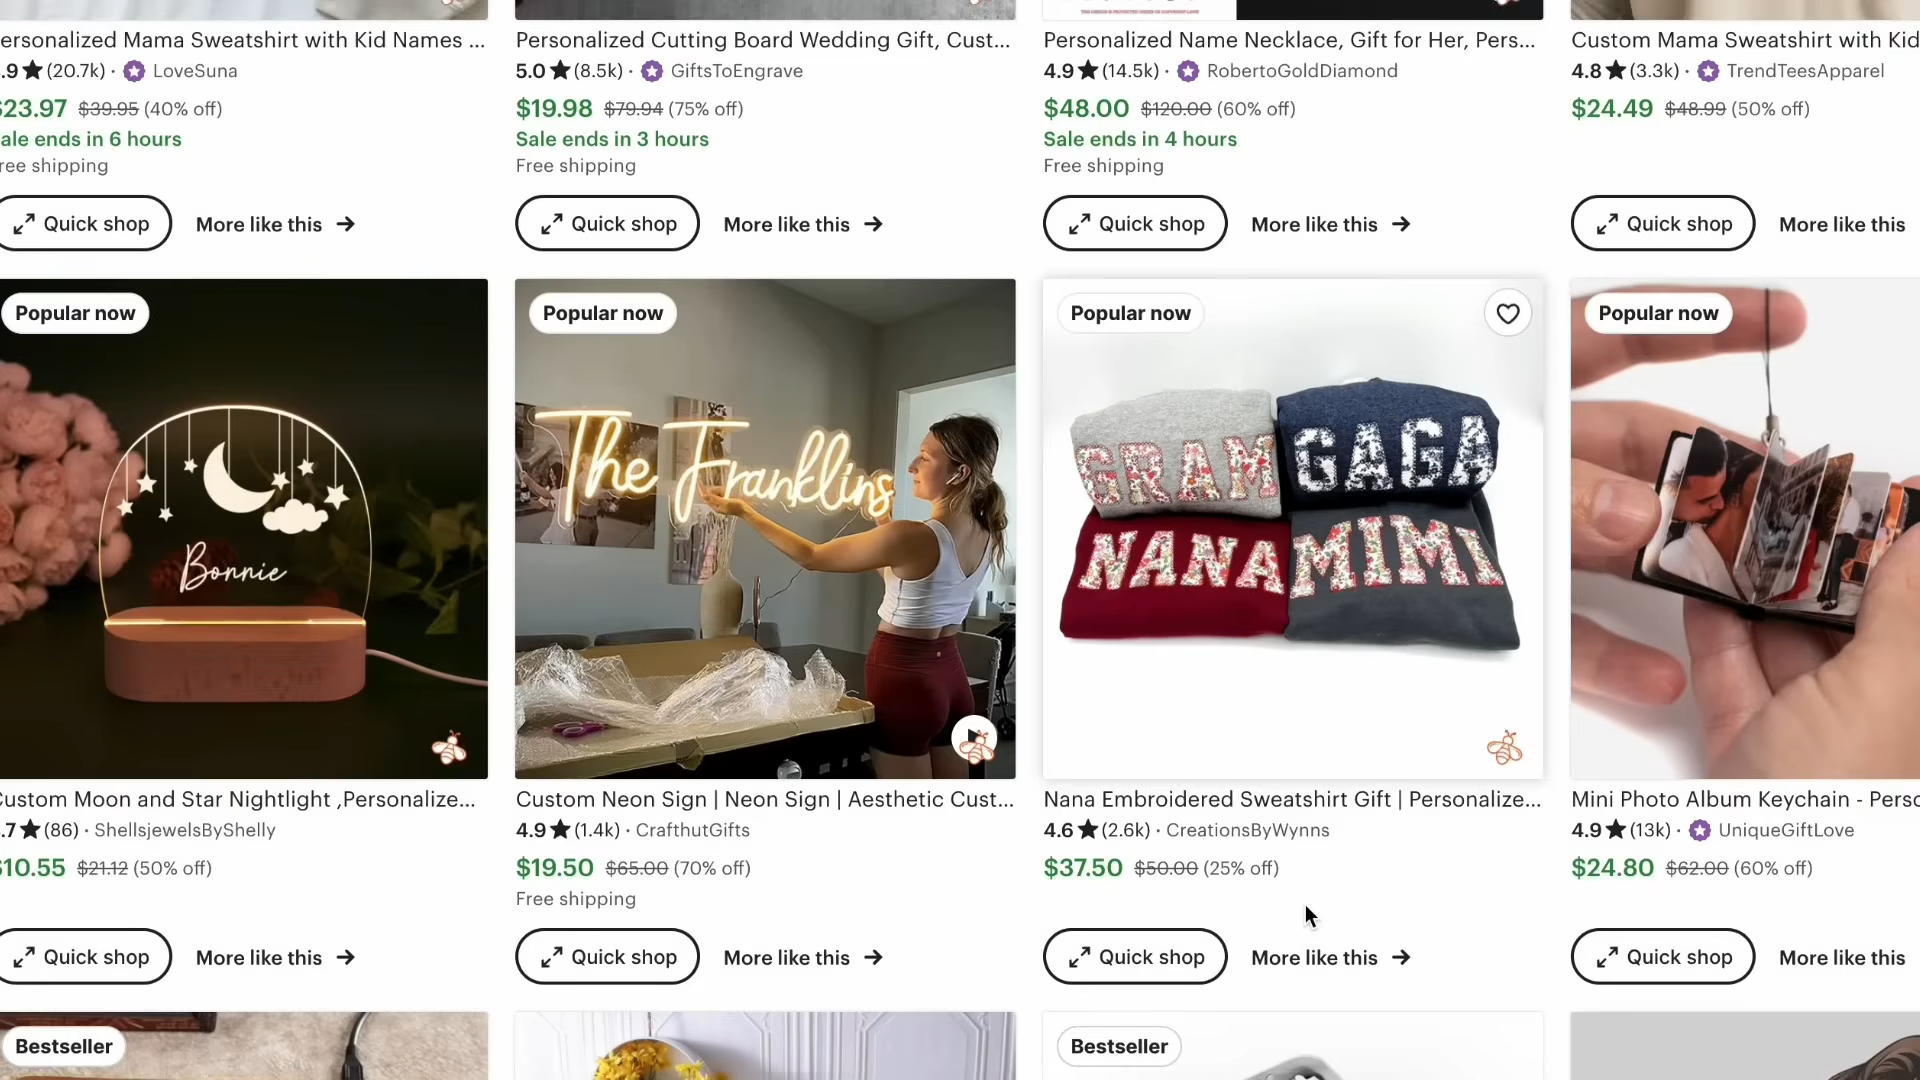 ersonalized Mama Sweatshirt with Kid Names ...
.9 (20.7k) · LoveSuna
$23.97 $39.95 (40% off)
ale ends in 6 hours
ree shipping
Quick shop
More like this
Personalized Cutting Board Wedding Gift, Cust...
5.0 (8.5k) · GiftsToEngrave
$19.98 $79.94 (75% off)
Sale ends in 3 hours
Free shipping
Quick shop
More like this
Personalized Name Necklace, Gift for Her, Pers...
4.9 (14.5k) · RobertoGoldDiamond
$48.00 $120.00 (60% off)
Sale ends in 4 hours
Free shipping
Quick shop
More like this
Custom Mama Sweatshirt with Kid
4.8 (3.3k) · TrendTeesApparel
$24.49 $48.99 (50% off)
Quick shop
More like this
Popular now
Bonnie
Custom Moon and Star Nightlight ,Personalize...
.7 (86) · ShellsjewelsByShelly
$10.55 $21.12 (50% off)
Quick shop
More like this
Popular now
The Franklins
Custom Neon Sign | Neon Sign | Aesthetic Cust...
4.9 (1.4k) · CrafthutGifts
$19.50 $65.00 (70% off)
Free shipping
Quick shop
More like this
Popular now
GRAM
GAGA
NANA
MIMI
Nana Embroidered Sweatshirt Gift | Personalize...
4.6 (2.6k) · CreationsByWynns
$37.50 $50.00 (25% off)
Quick shop
More like this
Popular now
Mini Photo Album Keychain - Perso
4.9 (13k) · UniqueGiftLove
$24.80 $62.00 (60% off)
Quick shop
More like this
Bestseller
Bestseller